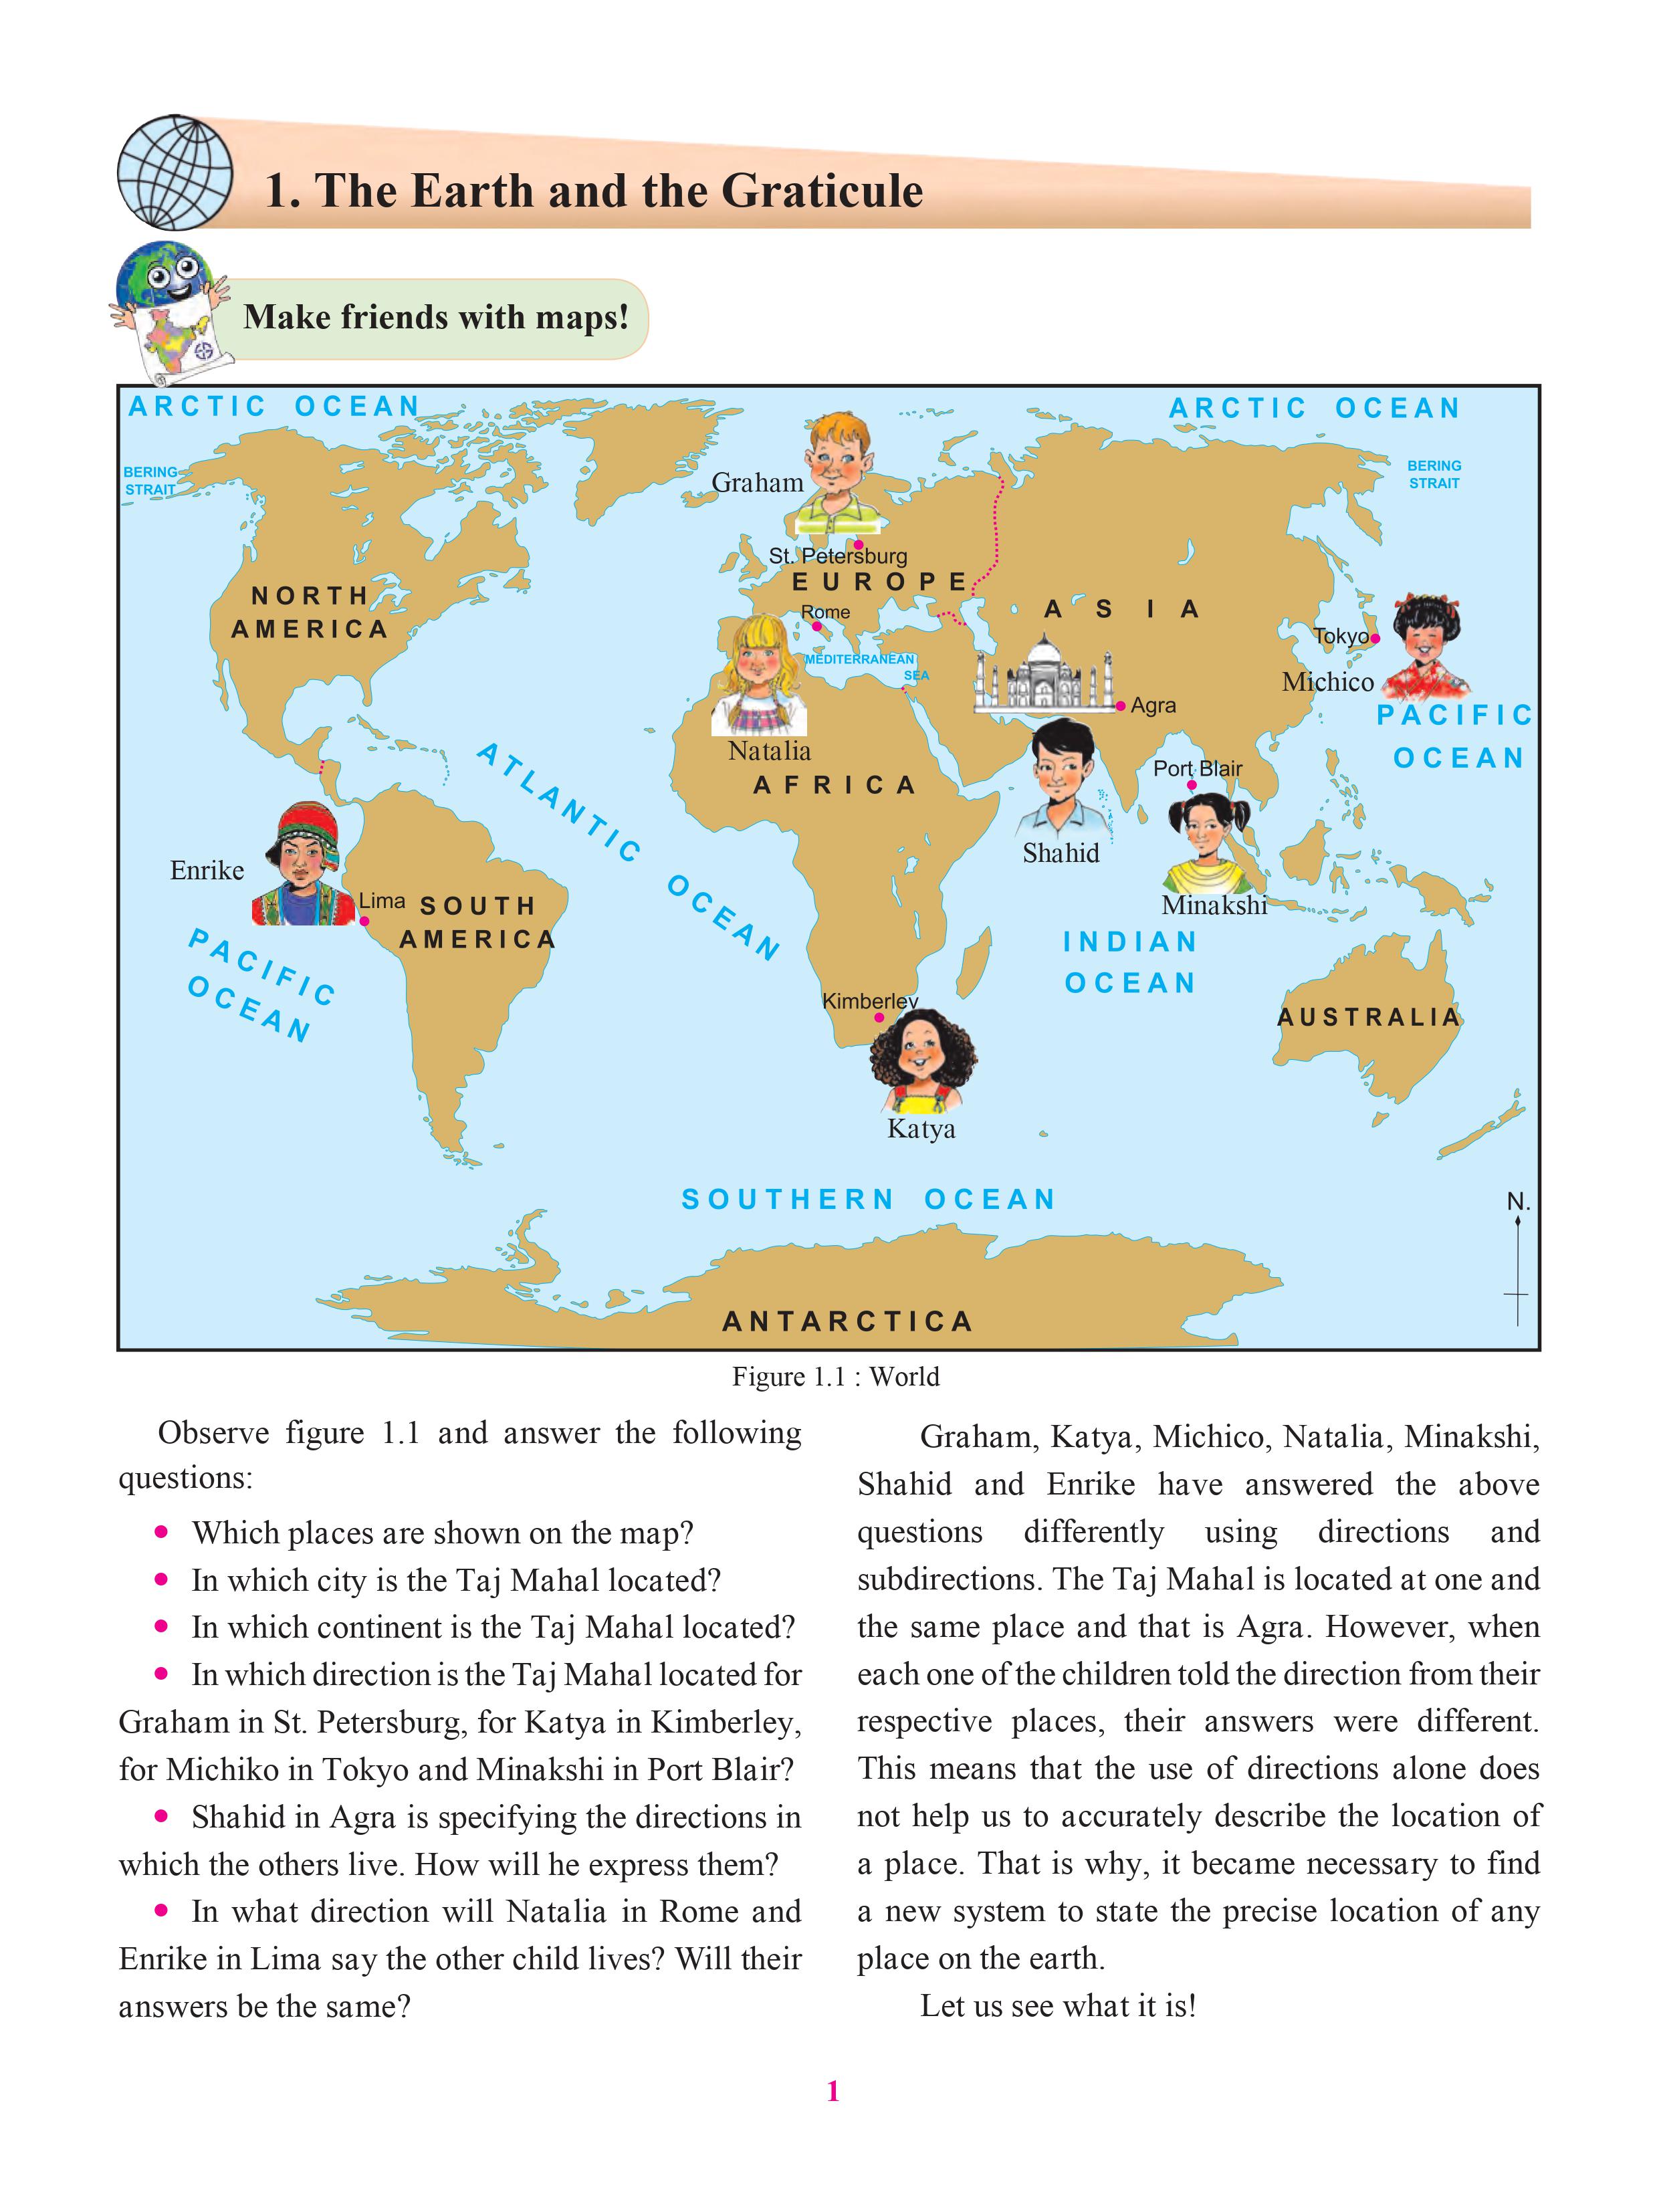 1. The Earth and the Graticule
Make friends with maps!
ARCTIC OCEAN
ARCTIC OCEAN
BERING
STRAIT
BERING
STRAIT
Graham
St. Petersburg
EUROPE
NORTH
AMERICA
ASIA
Rome
Tokyo
MEDITERRANEAN
SEA
Michico
Agra
PACIFIC
OCEAN
Natalia
ATLANTIC OCEAN
Port Blair
AFRICA
Shahid
Enrike
Lima
SOUTH
AMERICA
Minakshi
PACIFIC
OCEAN
INDIAN
OCEAN
Kimberley
AUSTRALIA
Katya
SOUTHERN OCEAN
N.
ANTARCTICA
Figure 1.1 : World
Observe figure 1.1 and answer the following
questions:
• Which places are shown on the map?
• In which city is the Taj Mahal located?
• In which continent is the Taj Mahal located?
• In which direction is the Taj Mahal located for
Graham in St. Petersburg, for Katya in Kimberley,
for Michiko in Tokyo and Minakshi in Port Blair?
• Shahid in Agra is specifying the directions in
which the others live. How will he express them?
• In what direction will Natalia in Rome and
Enrike in Lima say the other child lives? Will their
answers be the same?
Graham, Katya, Michico, Natalia, Minakshi,
Shahid and Enrike have answered the above
questions differently using directions and
subdirections. The Taj Mahal is located at one and
the same place and that is Agra. However, when
each one of the children told the direction from their
respective places, their answers were different.
This means that the use of directions alone does
not help us to accurately describe the location of
a place. That is why, it became necessary to find
a new system to state the precise location of any
place on the earth.
Let us see what it is!
1